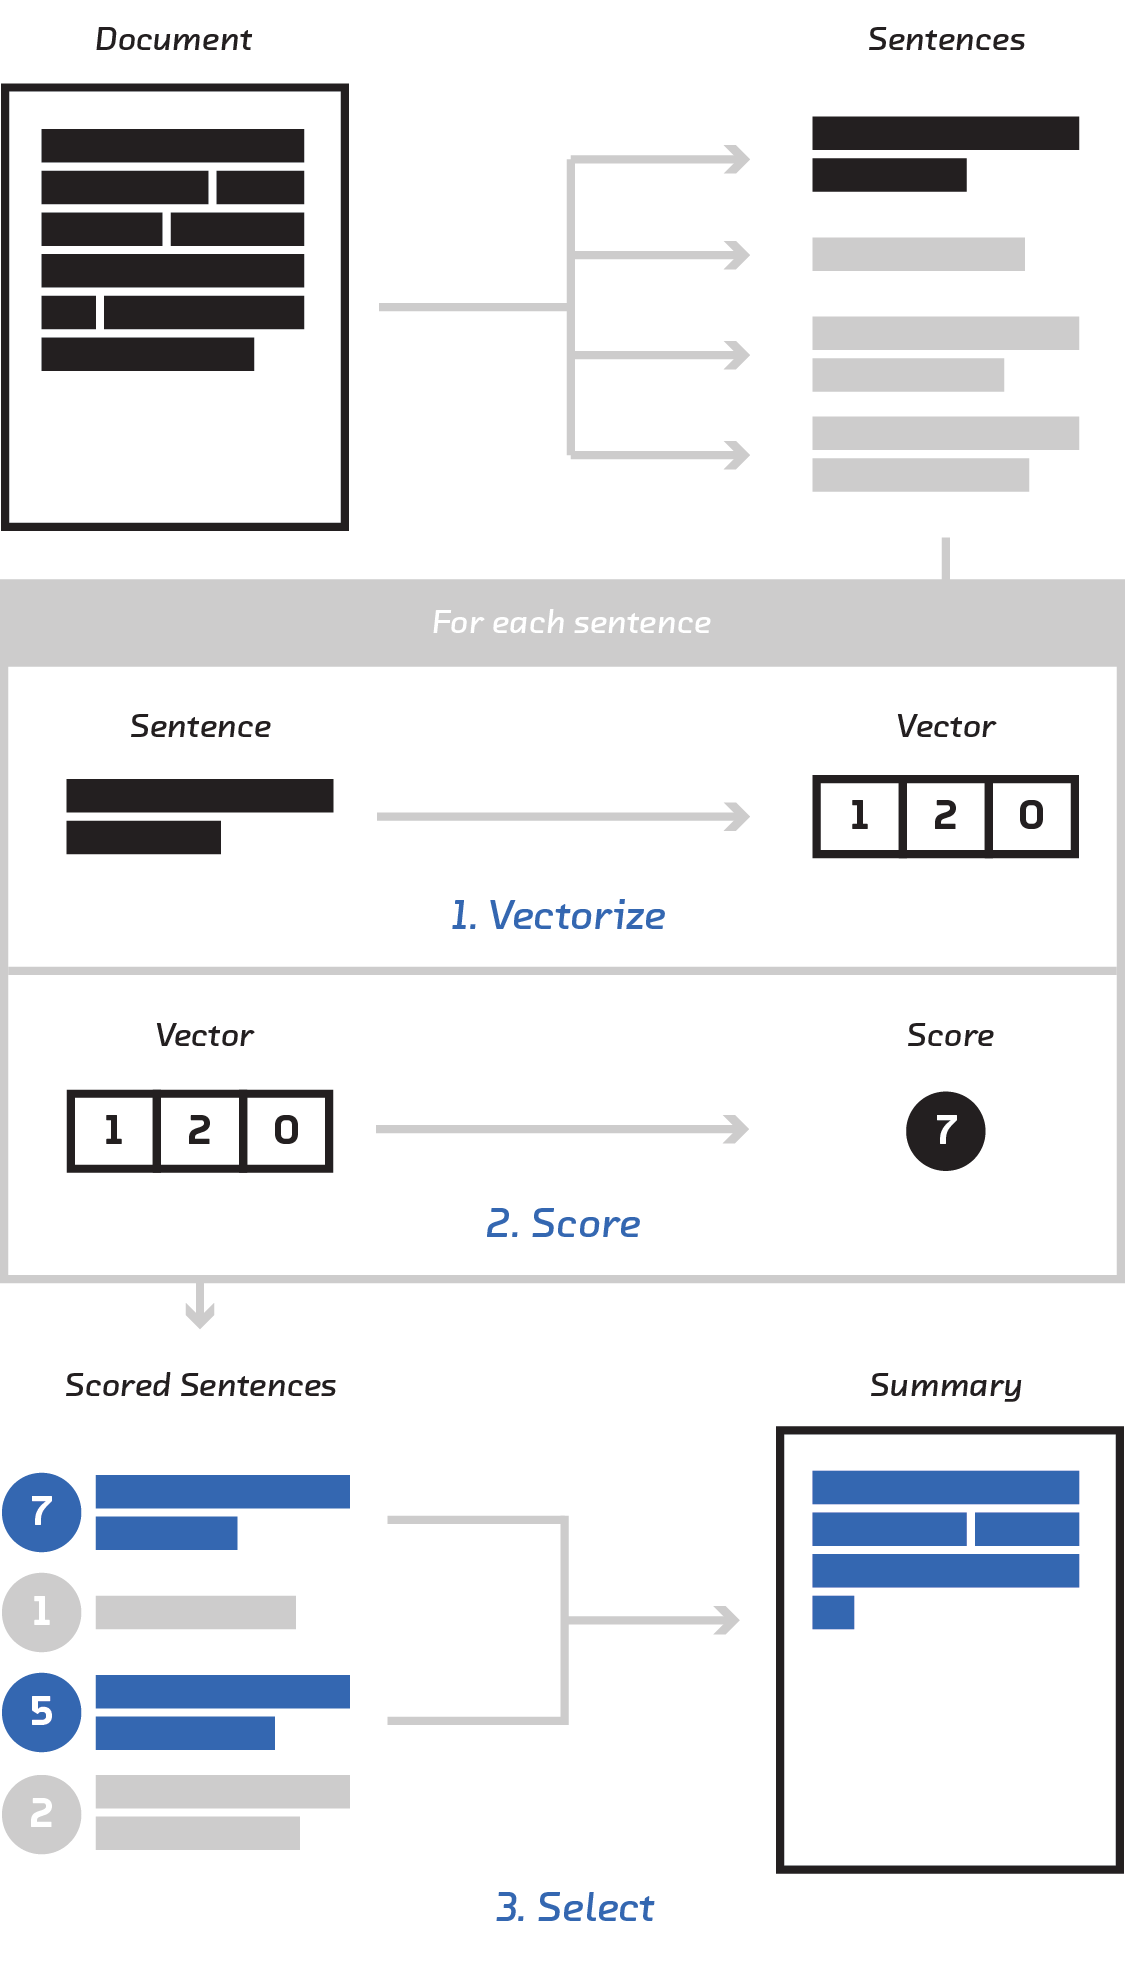 Document
Sentences
For each sentence
Sentence
Vector
1 2 0
1. Vectorize
Vector
Score
1 2 0
7
2. Score
Scored Sentences
Summary
7
1
5
2
3. Select